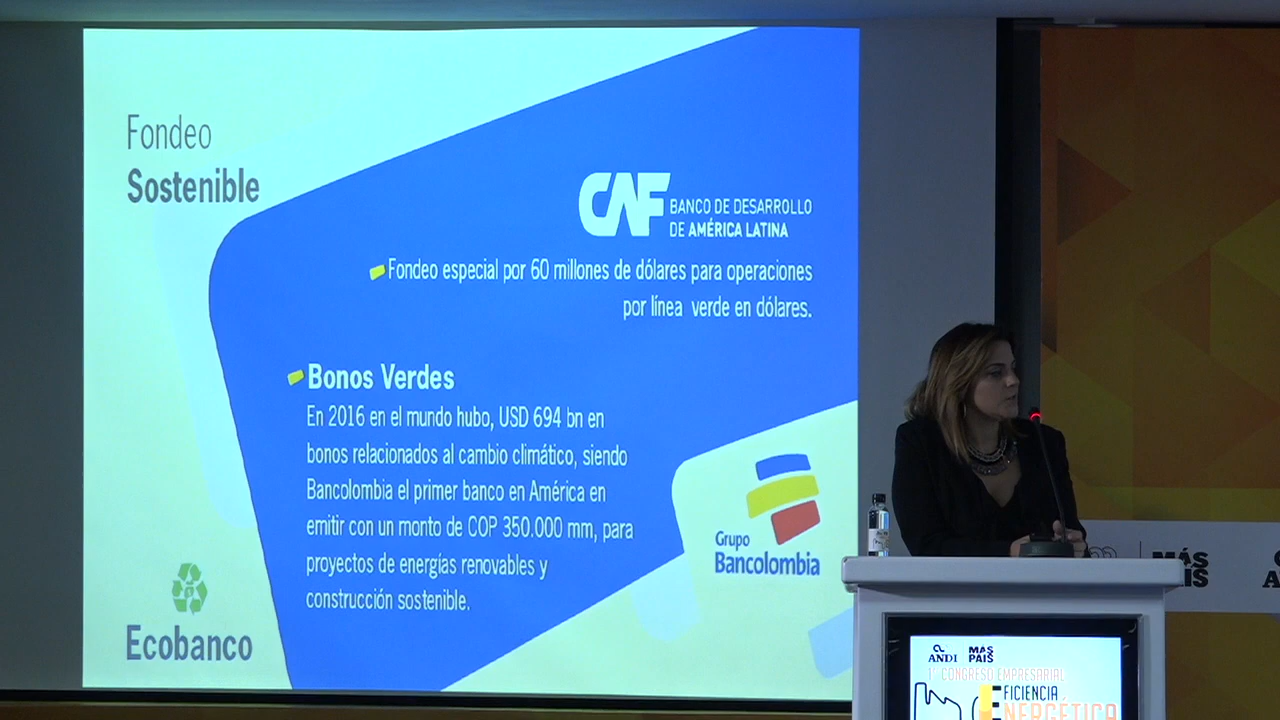 Fondeo
Sostenible
CAF BANCO DE DESARROLLO
DE AMÉRICA LATINA
Fondeo especial por 60 millones de dólares para operaciones
por línea verde en dólares.
Bonos Verdes
En 2016 en el mundo hubo, USD 694 bn en
bonos relacionados al cambio climático, siendo
Bancolombia el primer banco en América en
emitir con un monto de COP 350.000 mm, para
proyectos de energías renovables y
construcción sostenible.
Grupo
Bancolombia
Ecobanco
MÁS
PAÍS
ANDI MÁS
PAÍS
1er CONGRESO EMPRESARIAL
EFICIENCIA
ENERGÉTICA